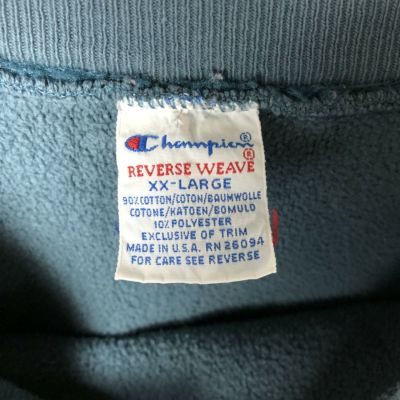 Champion®
REVERSE WEAVE®
XX-LARGE
90% COTTON/COTON/BAUMWOLLE
COTONE/KATOEN/BOMULD
10% POLYESTER
EXCLUSIVE OF TRIM
MADE IN U.S.A. RN 26094
FOR CARE SEE REVERSE